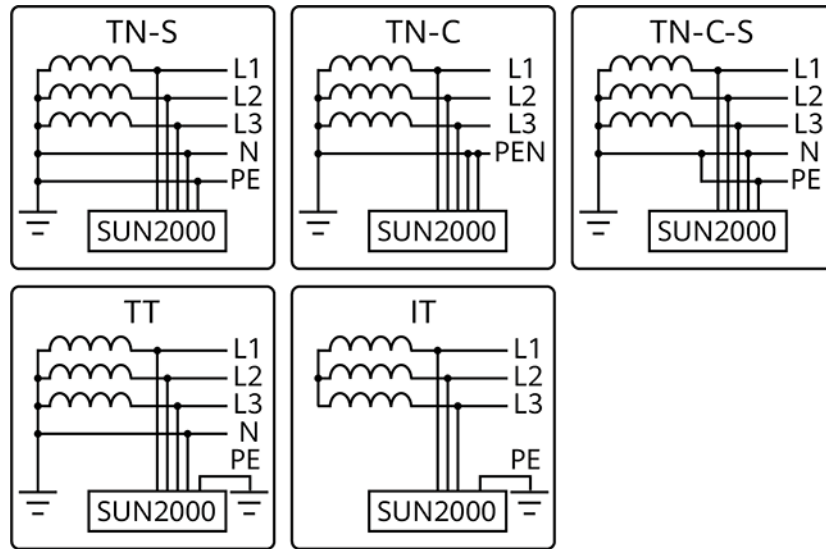 TN-S
L1
L2
L3
N
PE
SUN2000
TN-C
L1
L2
L3
PEN
SUN2000
TN-C-S
L1
L2
L3
N
PE
SUN2000
TT
L1
L2
L3
N
PE
SUN2000
IT
L1
L2
L3
PE
SUN2000